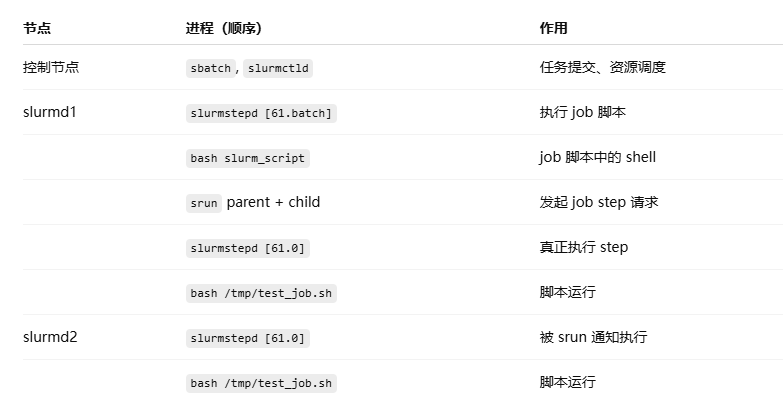 节点 进程（顺序） 作用
控制节点 sbatch, slurmctld 任务提交、资源调度
slurmd1 slurmstepd [61.batch] 执行 job 脚本
bash slurm_script job 脚本中的 shell
srun parent + child 发起 job step 请求
slurmstepd [61.0] 真正执行 step
bash /tmp/test_job.sh 脚本运行
slurmd2 slurmstepd [61.0] 被 srun 通知执行
bash /tmp/test_job.sh 脚本运行